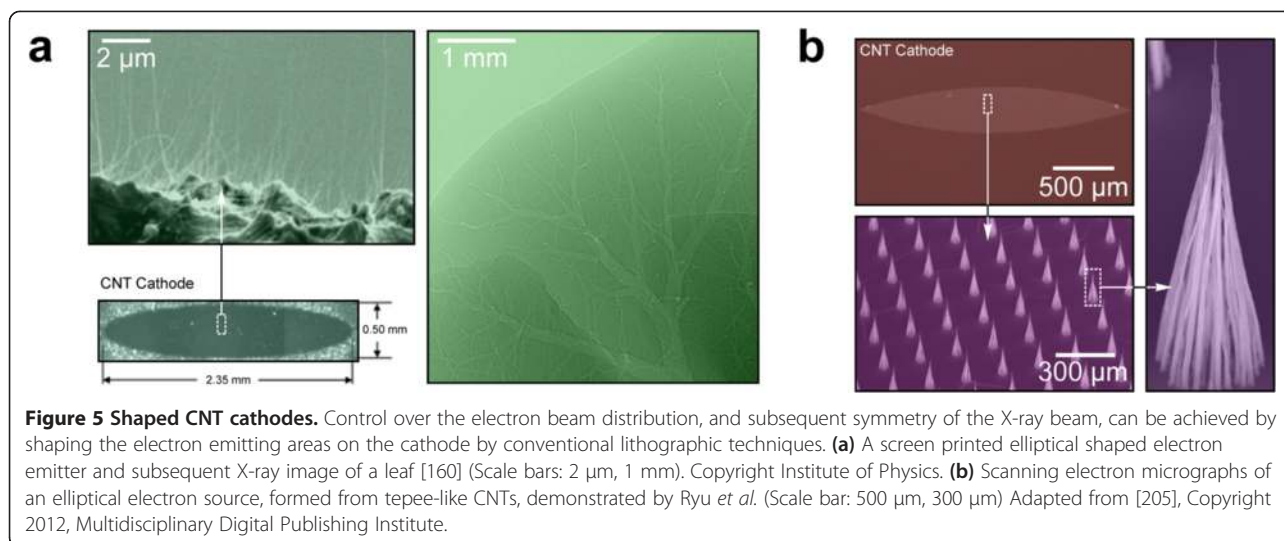 a
2 μm
1 mm
CNT Cathode
0.50 mm
2.35 mm
b
CNT Cathode
500 μm
300 μm
Figure 5 Shaped CNT cathodes. Control over the electron beam distribution, and subsequent symmetry of the X-ray beam, can be achieved by
shaping the electron emitting areas on the cathode by conventional lithographic techniques. (a) A screen printed elliptical shaped electron
emitter and subsequent X-ray image of a leaf [160] (Scale bars: 2 μm, 1 mm). Copyright Institute of Physics. (b) Scanning electron micrographs of
an elliptical electron source, formed from tepee-like CNTs, demonstrated by Ryu et al. (Scale bar: 500 μm, 300 μm) Adapted from [205], Copyright
2012, Multidisciplinary Digital Publishing Institute.